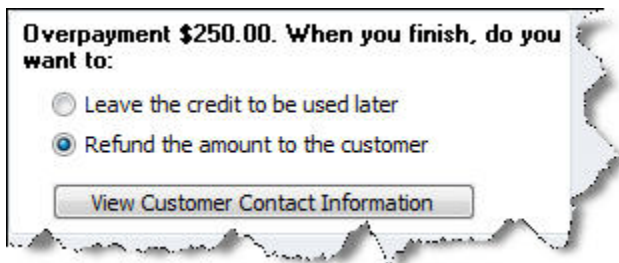 Overpayment $250.00. When you finish, do you
want to:
Leave the credit to be used later
Refund the amount to the customer
View Customer Contact Information